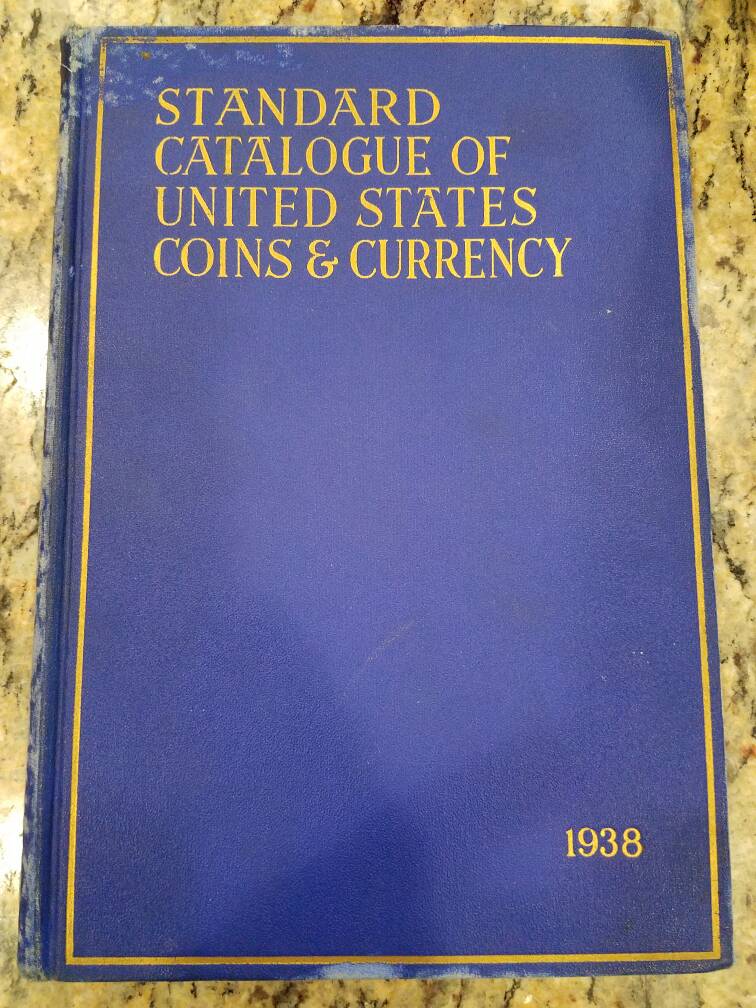 STANDARD
CATALOGUE OF
UNITED STATES
COINS & CURRENCY
1938